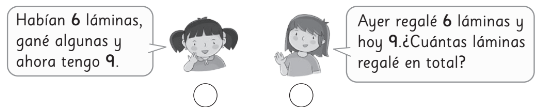 Habían 6 láminas,
gané algunas y
ahora tengo 9.
Ayer regalé 6 láminas y
hoy 9.¿Cuántas láminas
regalé en total?